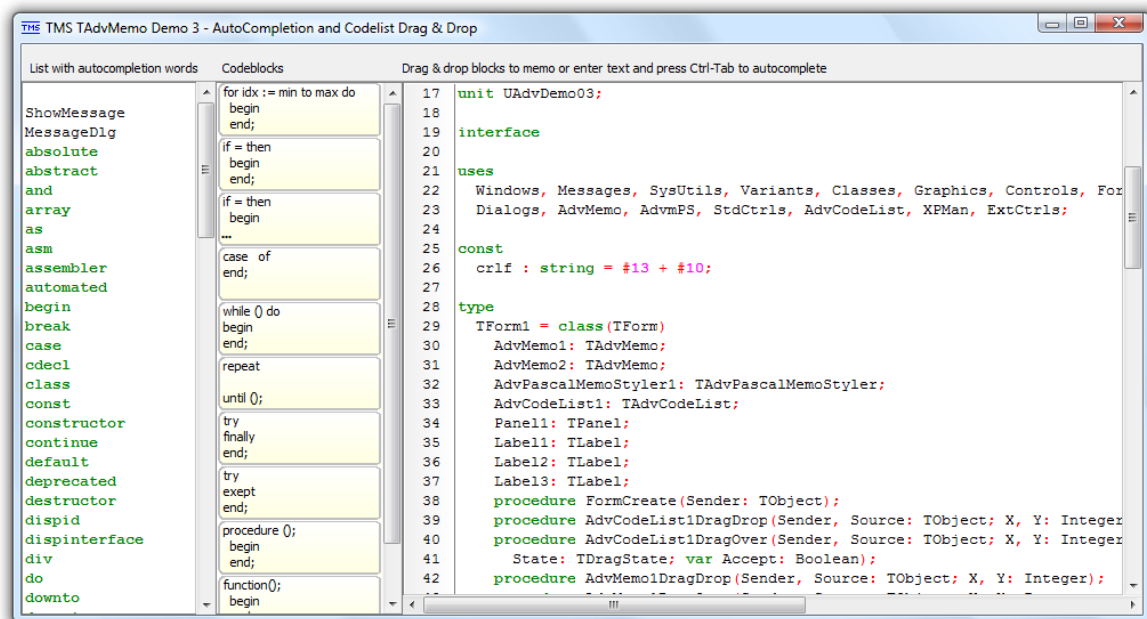 TMS TMS TAdvMemo Demo 3 - AutoCompletion and Codelist Drag & Drop
List with autocompletion words
Codeblocks
Drag & drop blocks to memo or enter text and press Ctrl-Tab to autocomplete
ShowMessage
MessageDlg
absolute
abstract
and
array
as
asm
assembler
automated
begin
break
case
cdecl
class
const
constructor
continue
default
deprecated
destructor
dispid
dispinterface
div
do
downto
for idx := min to max do
begin
end;
if = then
begin
end;
if = then
begin
...
case of
end;
while () do
begin
end;
repeat
until ();
try
finally
end;
try
exept
end;
procedure ();
begin
end;
function();
begin
17 unit UAdvDemo03;
18
19 interface
20
21 uses
22 Windows, Messages, SysUtils, Variants, Classes, Graphics, Controls, For
23 Dialogs, AdvMemo, AdvmPS, StdCtrls, AdvCodeList, XPMan, ExtCtrls;
24
25 const
26 crlf : string = #13 + #10;
27
28 type
29 TForm1 = class(TForm)
30 AdvMemo1: TAdvMemo;
31 AdvMemo2: TAdvMemo;
32 AdvPascalMemoStyler1: TAdvPascalMemoStyler;
33 AdvCodeList1: TAdvCodeList;
34 Panel1: TPanel;
35 Label1: TLabel;
36 Label2: TLabel;
37 Label3: TLabel;
38 procedure FormCreate(Sender: TObject);
39 procedure AdvCodeList1DragDrop(Sender, Source: TObject; X, Y: Integer
40 procedure AdvCodeList1DragOver(Sender, Source: TObject; X, Y: Integer
41 State: TDragState; var Accept: Boolean);
42 procedure AdvMemo1DragDrop(Sender, Source: TObject; X, Y: Integer);